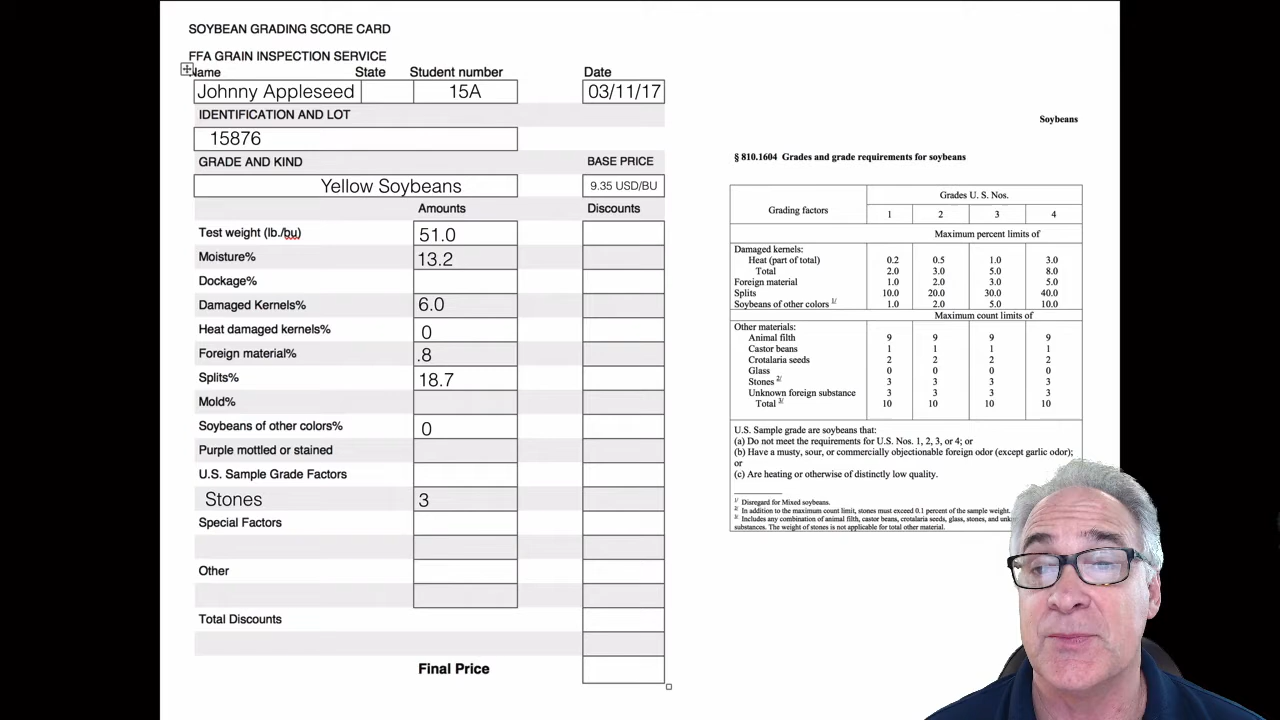 SOYBEAN GRADING SCORE CARD
FFA GRAIN INSPECTION SERVICE
Name State Student number Date
Johnny Appleseed 15A 03/11/17
IDENTIFICATION AND LOT
15876
GRADE AND KIND BASE PRICE
Yellow Soybeans 9.35 USD/BU
Amounts Discounts
Test weight (lb./bu) 51.0
Moisture% 13.2
Dockage%
Damaged Kernels% 6.0
Heat damaged kernels% 0
Foreign material% .8
Splits% 18.7
Mold%
Soybeans of other colors% 0
Purple mottled or stained
U.S. Sample Grade Factors
Stones 3
Special Factors
Other
Total Discounts
Final Price
Soybeans
§ 810.1604 Grades and grade requirements for soybeans
Grading factors
Grades U. S. Nos.
1 2 3 4
Maximum percent limits of
Damaged kernels:
Heat (part of total) 0.2 0.5 1.0 3.0
Total 2.0 3.0 5.0 8.0
Foreign material 1.0 2.0 3.0 5.0
Splits 10.0 20.0 30.0 40.0
Soybeans of other colors 1/ 1.0 2.0 5.0 10.0
Maximum count limits of
Other materials:
Animal filth 9 9 9 9
Castor beans 1 1 1 1
Crotalaria seeds 2 2 2 2
Glass 0 0 0 0
Stones 2/ 3 3 3 3
Unknown foreign substance 3 3 3 3
Total 3/ 10 10 10 10
U.S. Sample grade are soybeans that:
(a) Do not meet the requirements for U.S. Nos. 1, 2, 3, or 4; or
(b) Have a musty, sour, or commercially objectionable foreign odor (except garlic odor);
or
(c) Are heating or otherwise of distinctly low quality.
1/ Disregard for Mixed soybeans.
2/ In addition to the maximum count limit, stones must exceed 0.1 percent of the sample weight.
3/ Includes any combination of animal filth, castor beans, crotalaria seeds, glass, stones, and
substances. The weight of stones is not applicable for total other material.